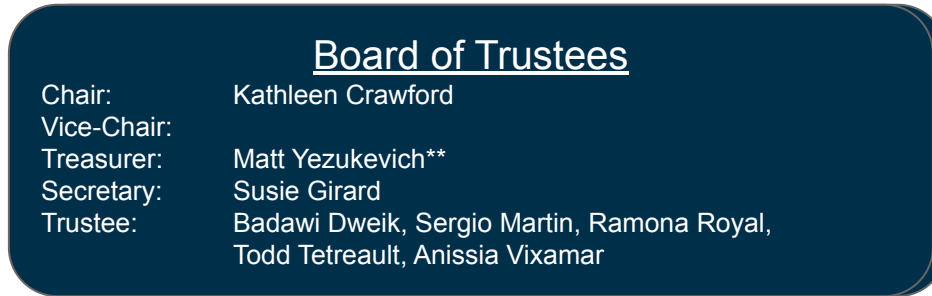 Board of Trustees
Chair: Kathleen Crawford
Vice-Chair:
Treasurer: Matt Yezukevich**
Secretary: Susie Girard
Trustee: Badawi Dweik, Sergio Martin, Ramona Royal,
Todd Tetreault, Anissia Vixamar